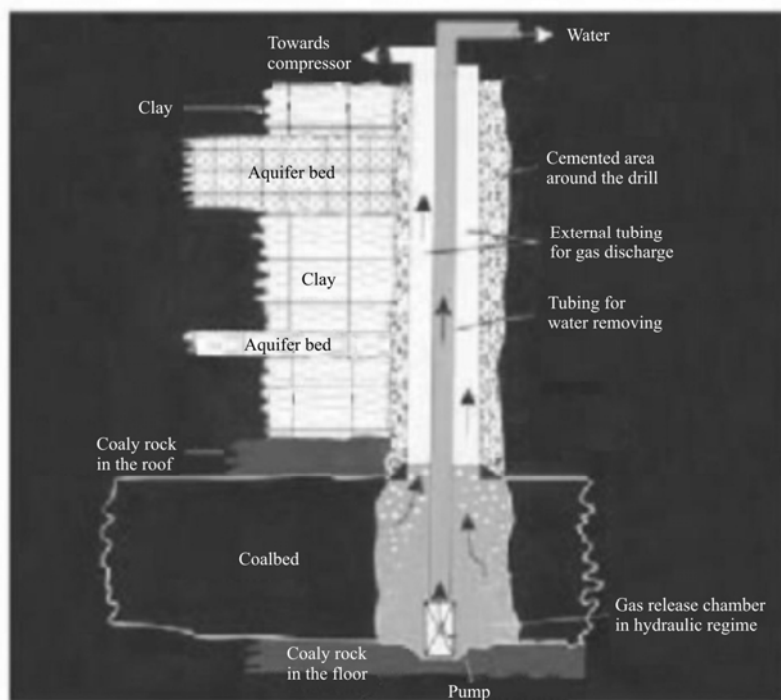 Towards
compressor
Water
Clay
Aquifer bed
Cemented area
around the drill
External tubing
for gas discharge
Clay
Tubing for
water removing
Aquifer bed
Coaly rock
in the roof
Coalbed
Gas release chamber
in hydraulic regime
Coaly rock
in the floor
Pump